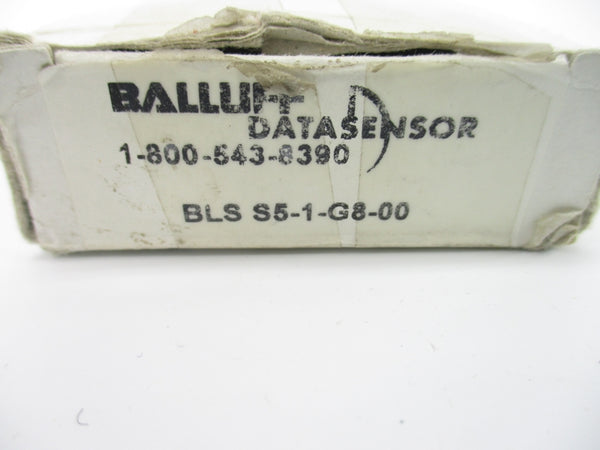 BALLUFF
DATASENSOR
1-800-543-8390
BLS S5-1-G8-00